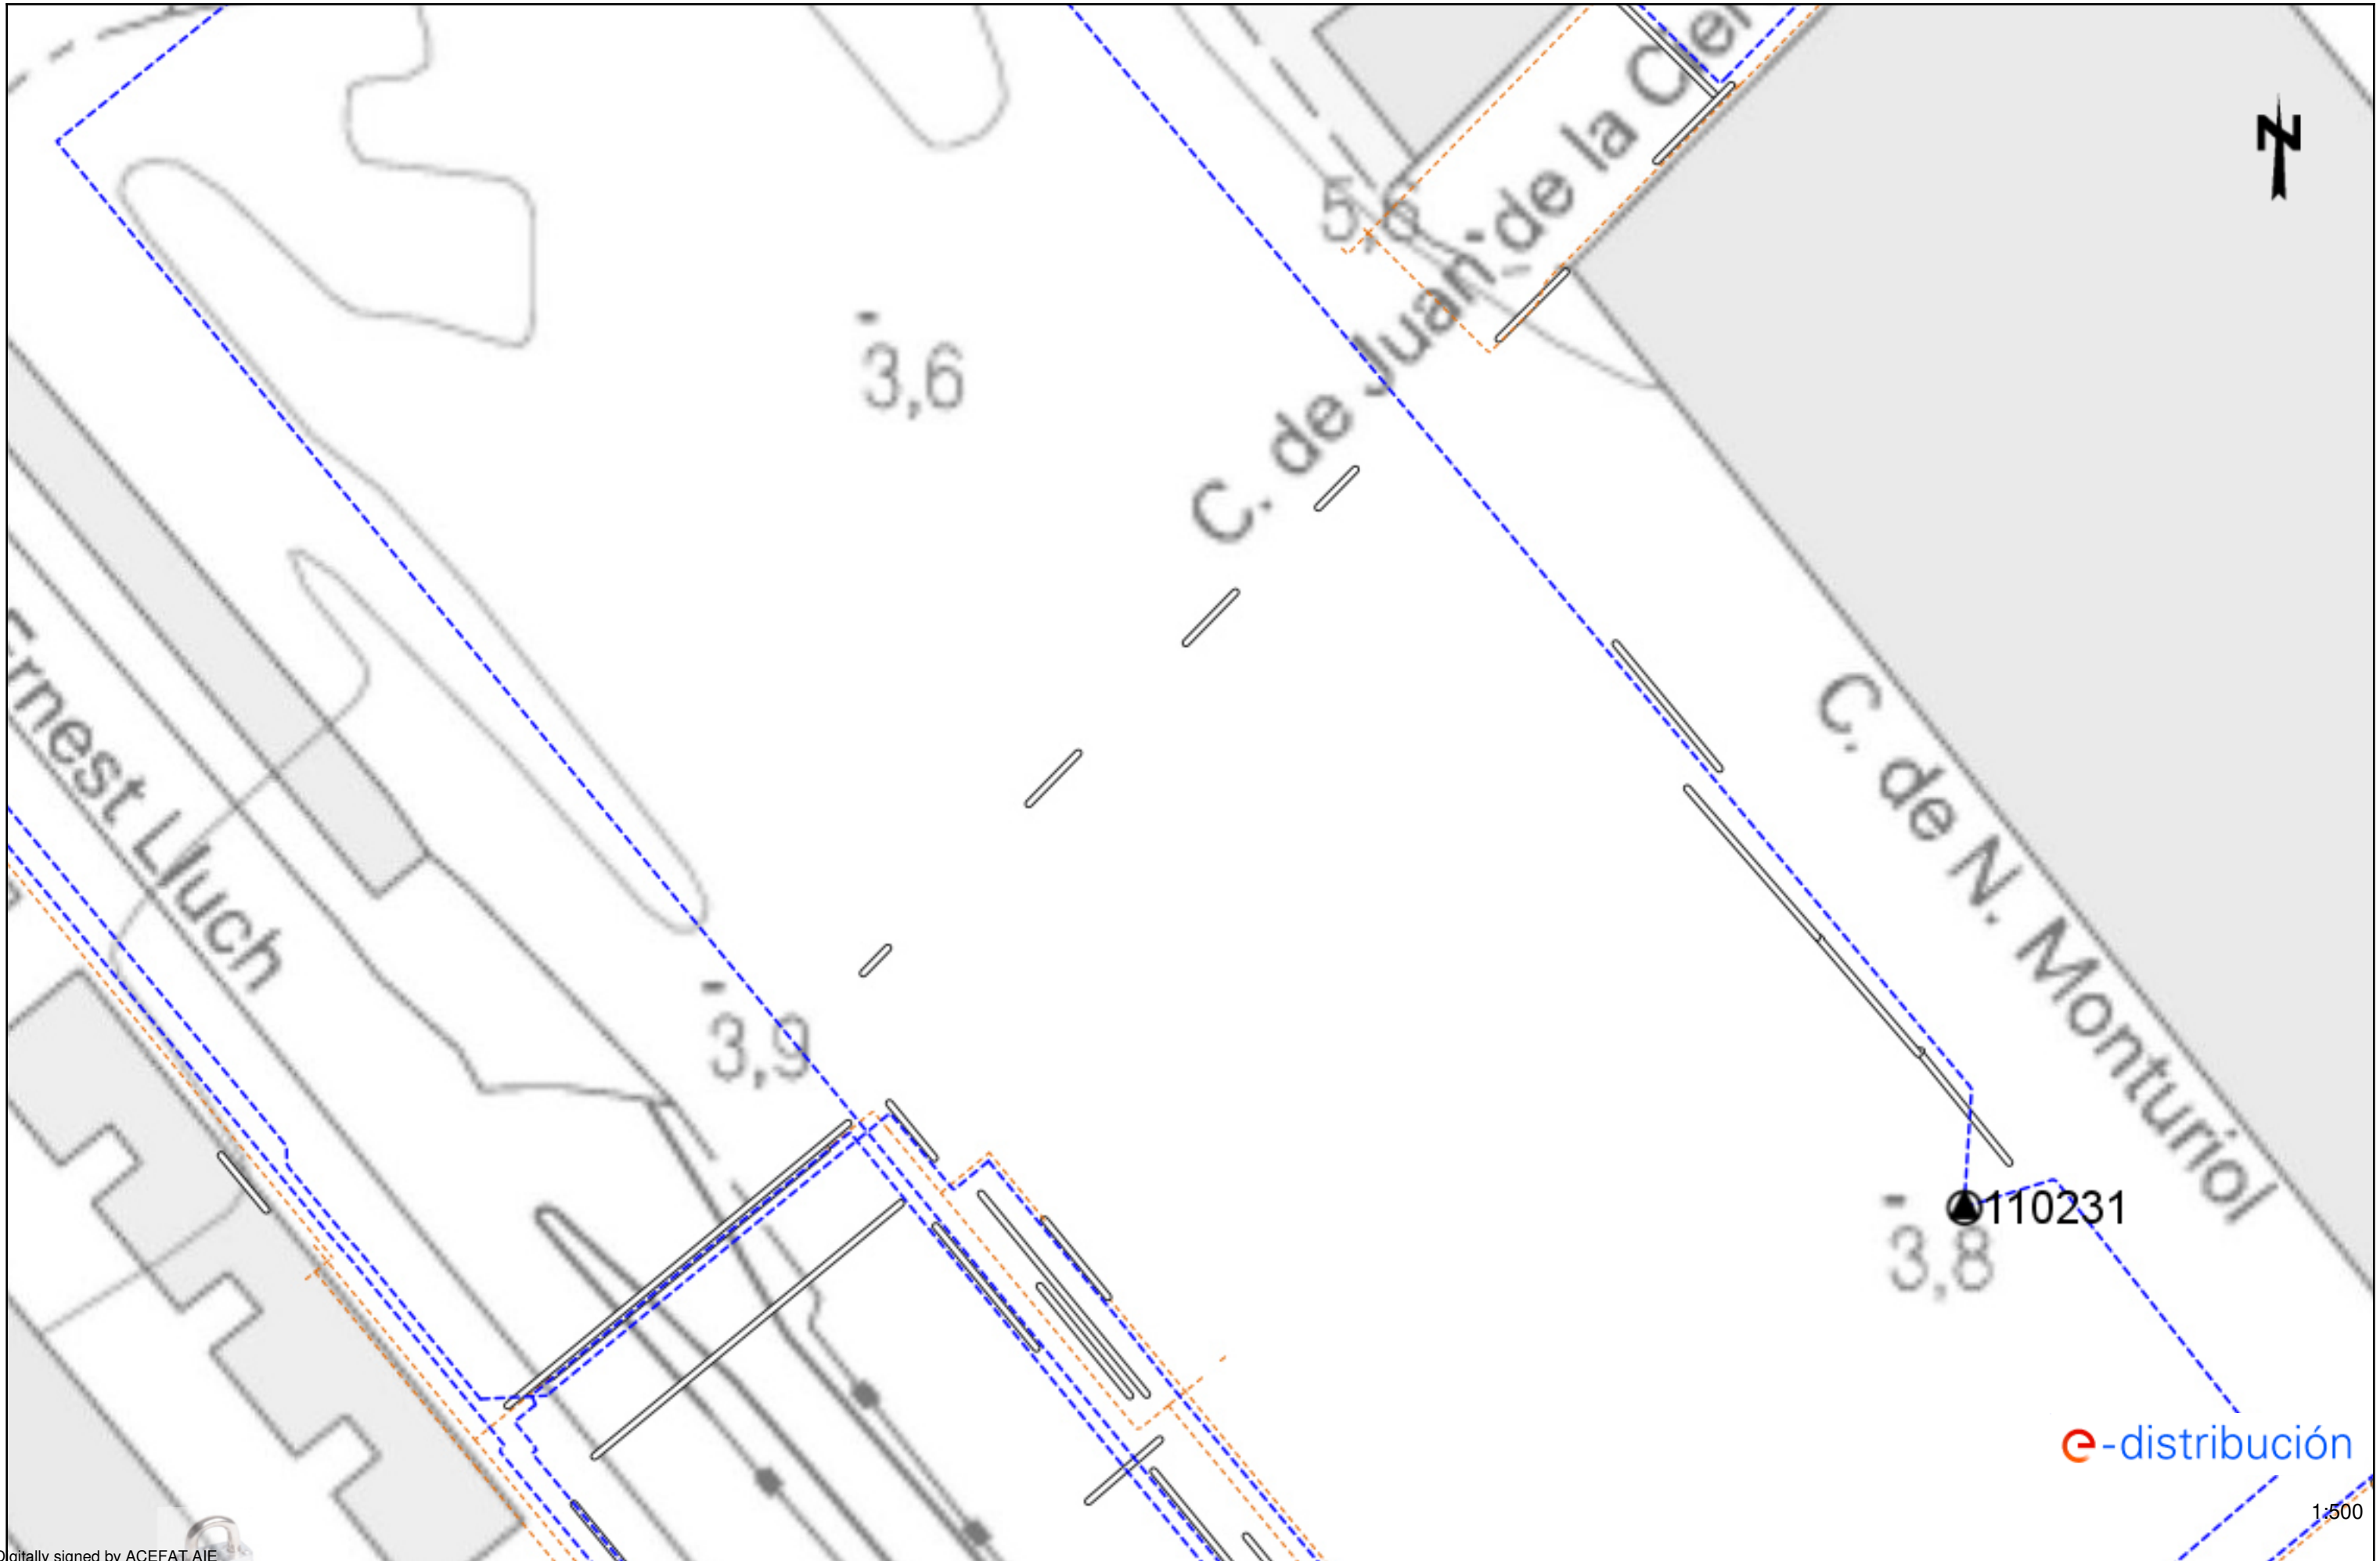 N
C. de Juan de la Cier
5,6
3,6
C. de N. Monturiol
Ernest Lluch
3,9
110231
3,8
e-distribución
1:500
Digitally signed by ACEFAT AIE